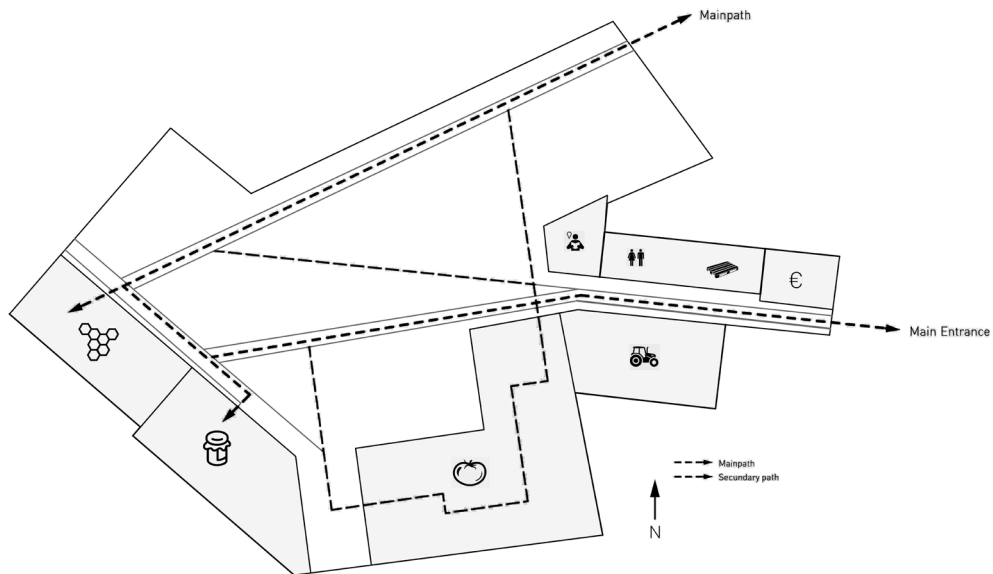 Mainpath
€
Main Entrance
Mainpath
Secundary path
N